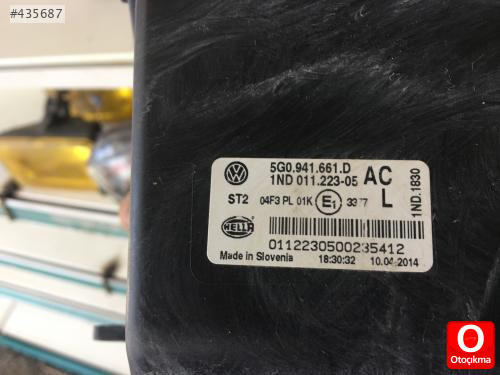 #435687
5G0.941.661.D
1ND 011.223-05
AC
L
1ND.1830
ST2 04F3 PL 01K E1 3377
HELLA
0112230500235412
Made in Slovenia 18:30:32 10.04.2014
O
Otoçıkma